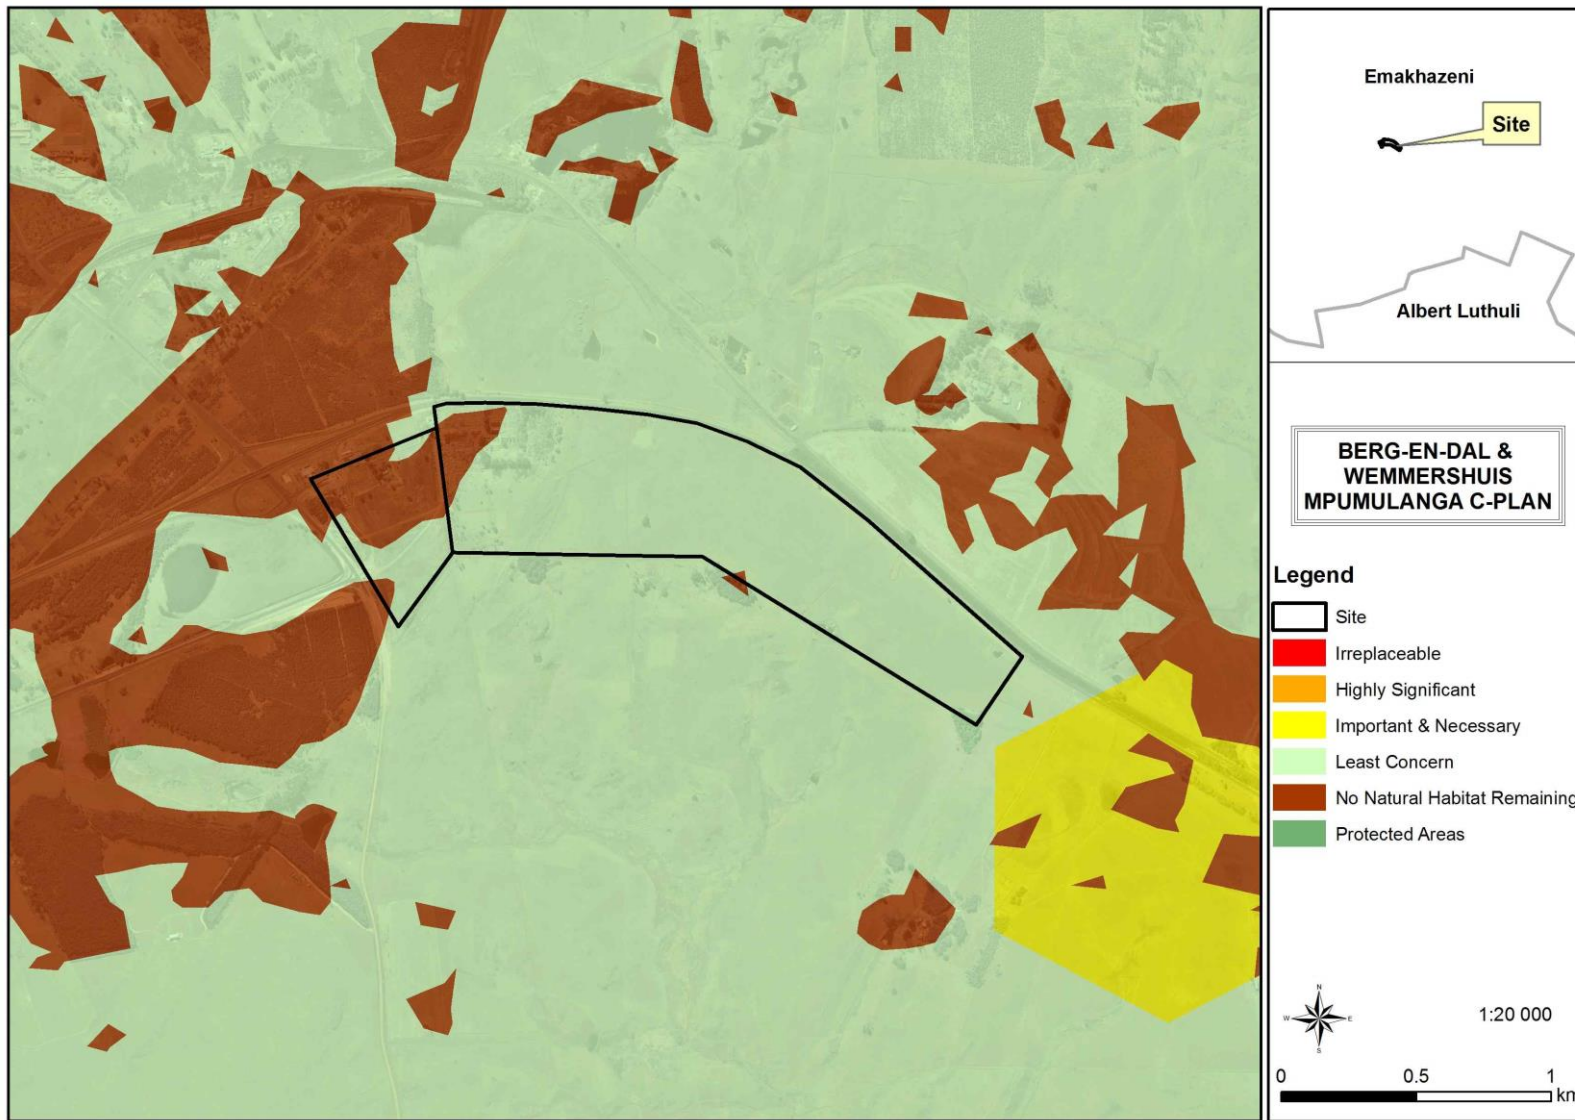 Emakhazeni
Site
Albert Luthuli
BERG-EN-DAL &
WEMMERSHUIS
MPUMULANGA C-PLAN
Legend
Site
Irreplaceable
Highly Significant
Important & Necessary
Least Concern
No Natural Habitat Remaining
Protected Areas
N
W E
S
1:20 000
0 0.5 1
km